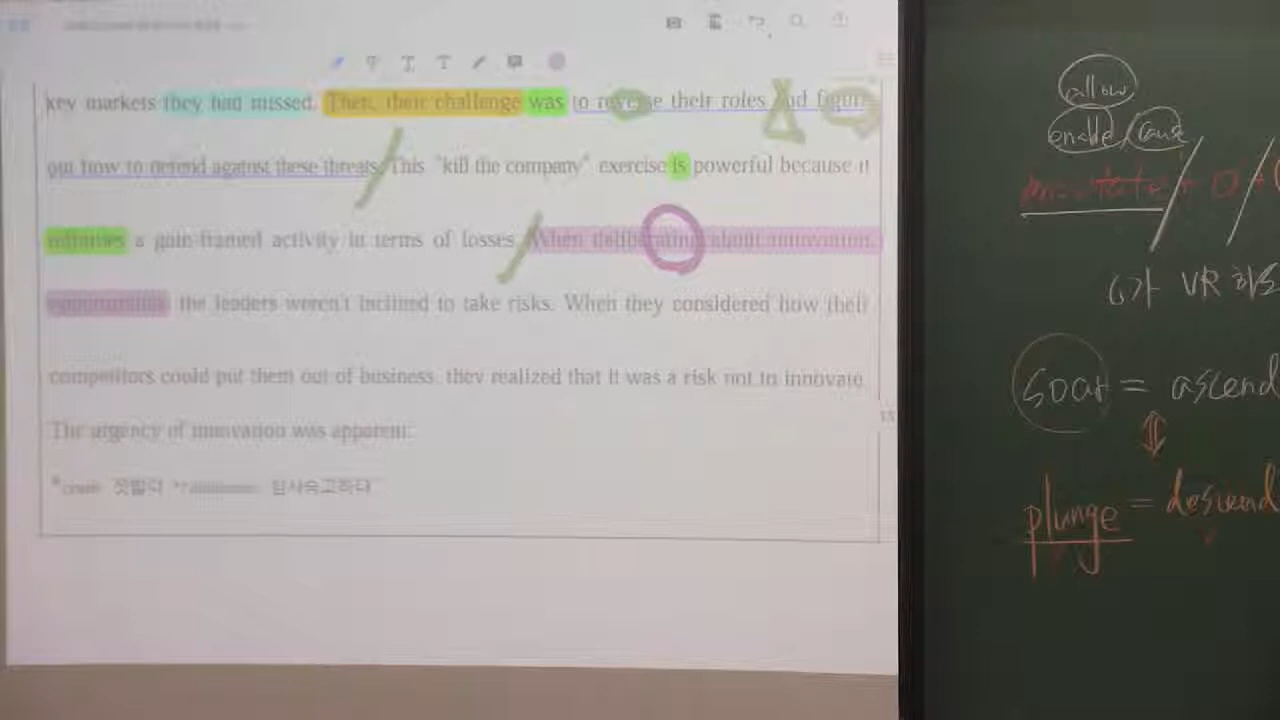 key markets they had missed. Then, their challenge was to reverse their roles and figure
out how to defend against these threats. This "kill the company" exercise is powerful because it
reframes a gain-framed activity in terms of losses. When deliberating about innovation
opportunities, the leaders weren't inclined to take risks. When they considered how their
competitors could put them out of business, they realized that it was a risk not to innovate.
The urgency of innovation was apparent.
*crush 짓밟다
allow
enable / cause
+ O +
VR
soar = ascend
plunge = descend